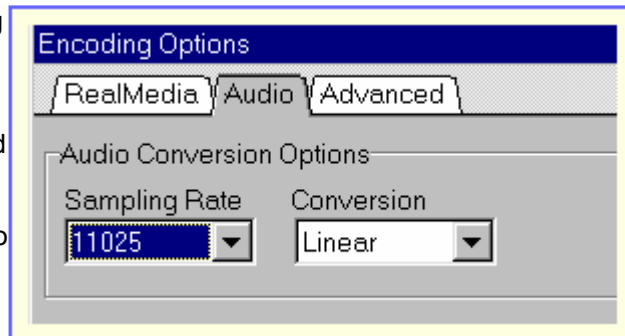 Encoding Options
RealMedia Audio Advanced
Audio Conversion Options
Sampling Rate Conversion
11025 Linear